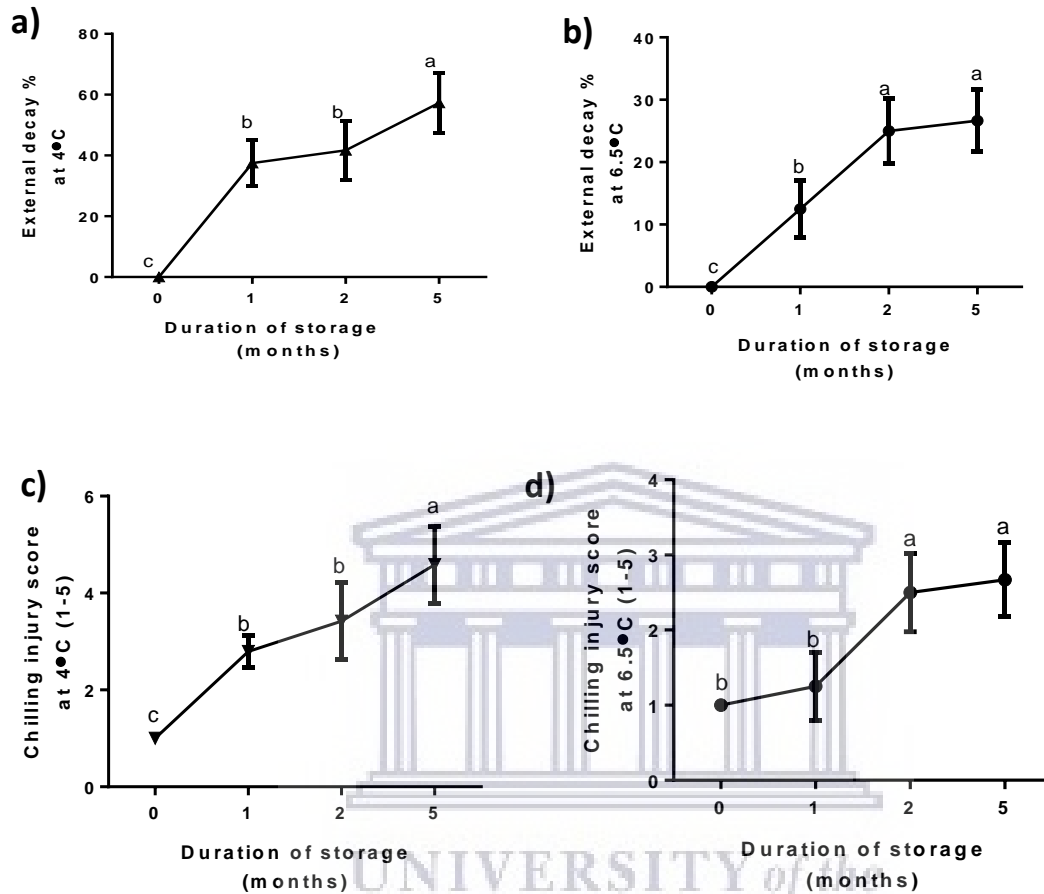 a)
External decay %
at 4●C
80
60
40
20
0
c
b
b
a
0 1 2 5
Duration of storage
(months)
b)
External decay %
at 6.5●C
40
30
20
10
0
c
b
a
a
0 1 2 5
Duration of storage
(months)
c)
Chilling injury score
at 4●C (1-5)
6
4
2
0
c
b
b
a
0 1 2 5
Duration of storage
(months)
d)
Chilling injury score
at 6.5●C (1-5)
4
3
2
1
0
b
b
a
a
0 1 2 5
Duration of storage
(months)
UNIVERSITY of the